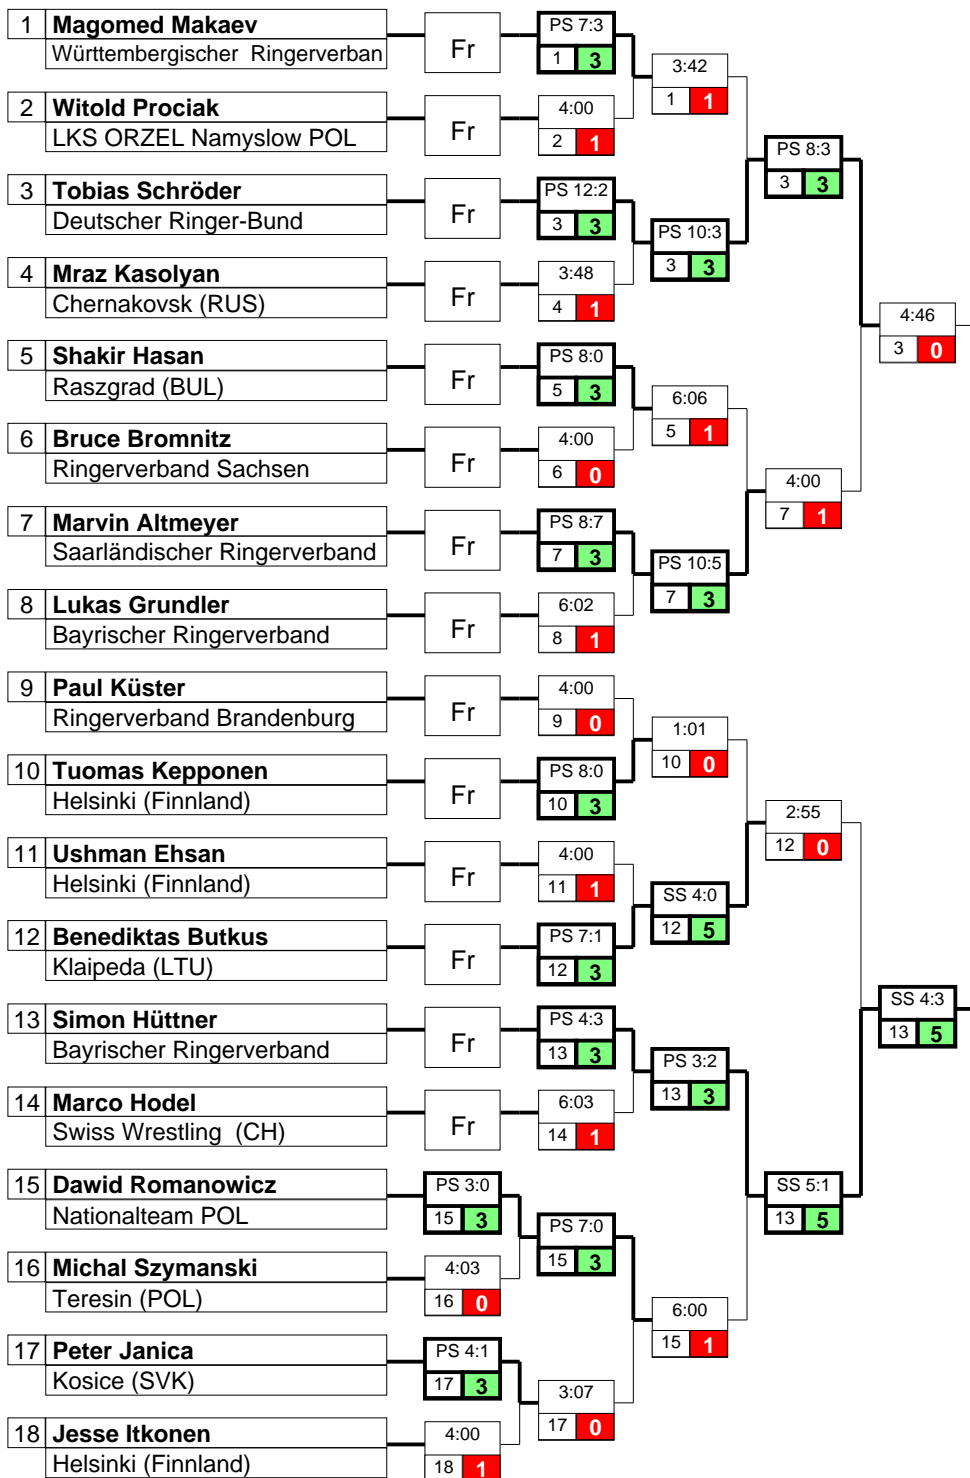 1 Magomed Makaev
Württembergischer Ringerverban
Fr
PS 7:3
1 3
3:42
1 1
2 Witold Prociak
LKS ORZEL Namyslow POL
Fr
4:00
2 1
PS 8:3
3 3
3 Tobias Schröder
Deutscher Ringer-Bund
Fr
PS 12:2
3 3
PS 10:3
3 3
4 Mraz Kasolyan
Chernakovsk (RUS)
Fr
3:48
4 1
4:46
3 0
5 Shakir Hasan
Raszgrad (BUL)
Fr
PS 8:0
5 3
6:06
5 1
6 Bruce Bromnitz
Ringerverband Sachsen
Fr
4:00
6 0
4:00
7 1
7 Marvin Altmeyer
Saarländischer Ringerverband
Fr
PS 8:7
7 3
PS 10:5
7 3
8 Lukas Grundler
Bayrischer Ringerverband
Fr
6:02
8 1
9 Paul Küster
Ringerverband Brandenburg
Fr
4:00
9 0
1:01
10 0
10 Tuomas Kepponen
Helsinki (Finnland)
Fr
PS 8:0
10 3
2:55
12 0
11 Ushman Ehsan
Helsinki (Finnland)
Fr
4:00
11 1
SS 4:0
12 5
12 Benediktas Butkus
Klaipeda (LTU)
Fr
PS 7:1
12 3
SS 4:3
13 5
13 Simon Hüttner
Bayrischer Ringerverband
Fr
PS 4:3
13 3
PS 3:2
13 3
14 Marco Hodel
Swiss Wrestling (CH)
Fr
6:03
14 1
SS 5:1
13 5
15 Dawid Romanowicz
Nationalteam POL
PS 3:0
15 3
PS 7:0
15 3
16 Michal Szymanski
Teresin (POL)
4:03
16 0
6:00
15 1
17 Peter Janica
Kosice (SVK)
PS 4:1
17 3
3:07
17 0
18 Jesse Itkonen
Helsinki (Finnland)
4:00
18 1